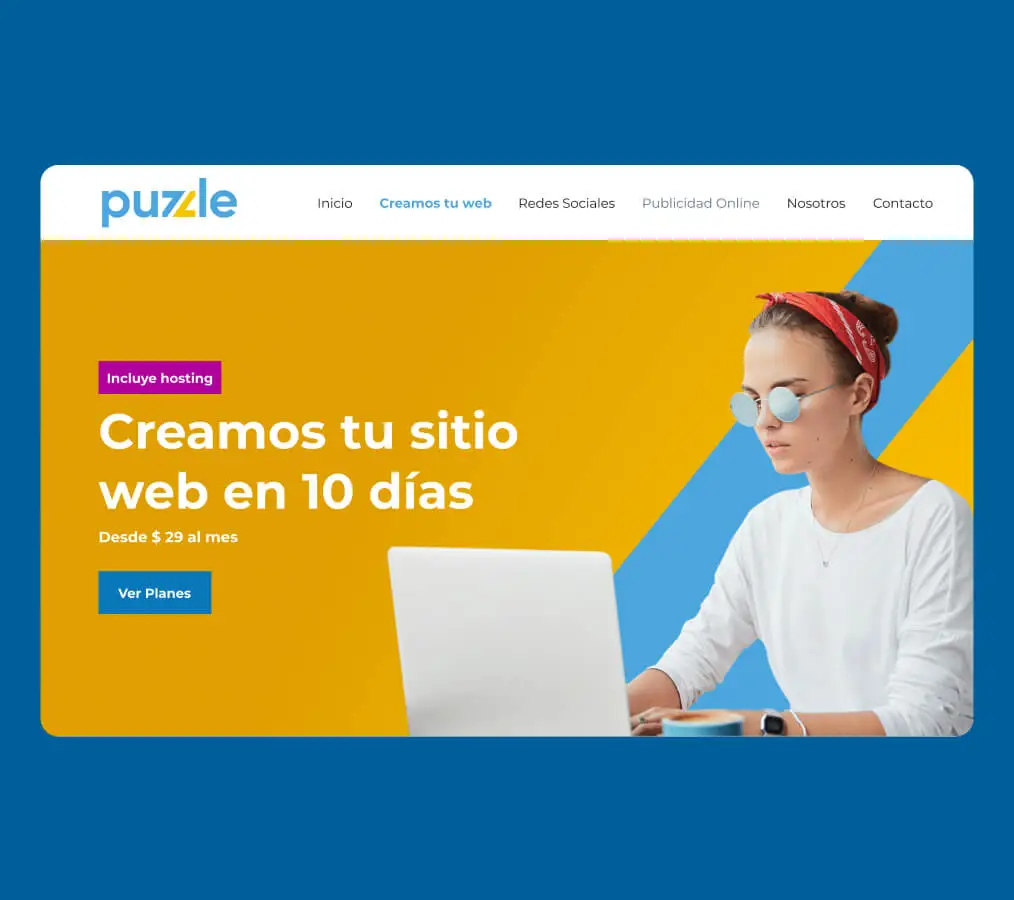 puzzle
Inicio Creamos tu web Redes Sociales Publicidad Online Nosotros Contacto
Incluye hosting
Creamos tu sitio
web en 10 días
Desde $ 29 al mes
Ver Planes